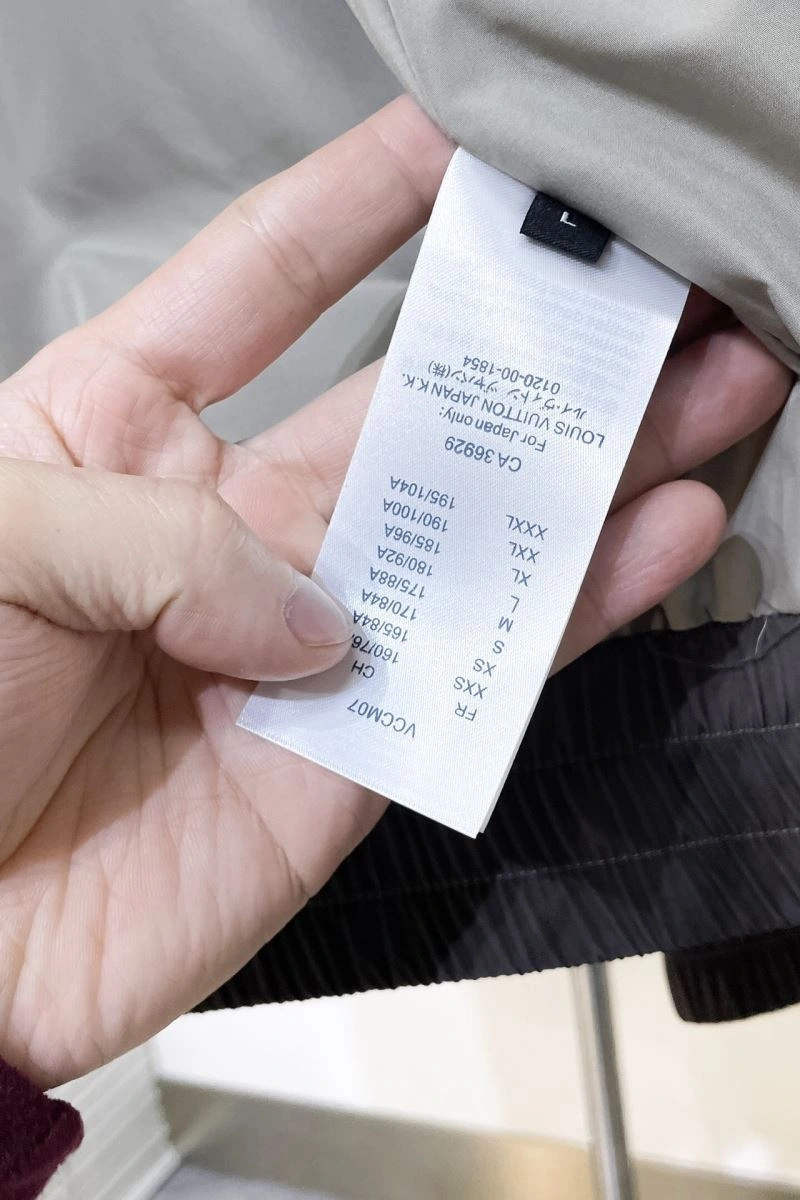 VCCM07
FR CH
XXS 160/76
XS 165/84A
S 170/84A
M 175/88A
L 180/92A
XL 185/96A
XXL 190/100A
XXXL 195/104A
CA 36929
For Japan only:
LOUIS VUITTON JAPAN K.K.
ルイ・ヴィトン ジャパン(株)
0120-00-1854
L